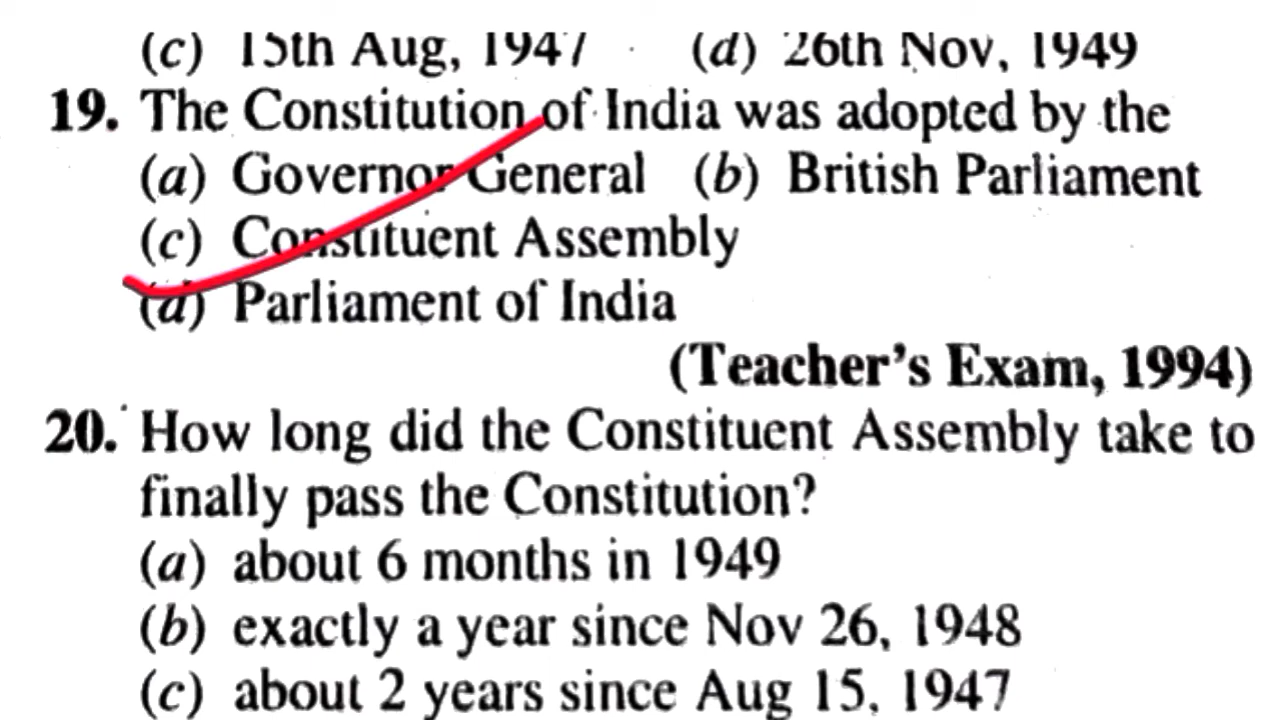 (c) 15th Aug, 1947 (d) 26th Nov, 1949
19. The Constitution of India was adopted by the
(a) Governor General (b) British Parliament
(c) Constituent Assembly
(d) Parliament of India
(Teacher's Exam, 1994)
20. How long did the Constituent Assembly take to
finally pass the Constitution?
(a) about 6 months in 1949
(b) exactly a year since Nov 26, 1948
(c) about 2 years since Aug 15, 1947